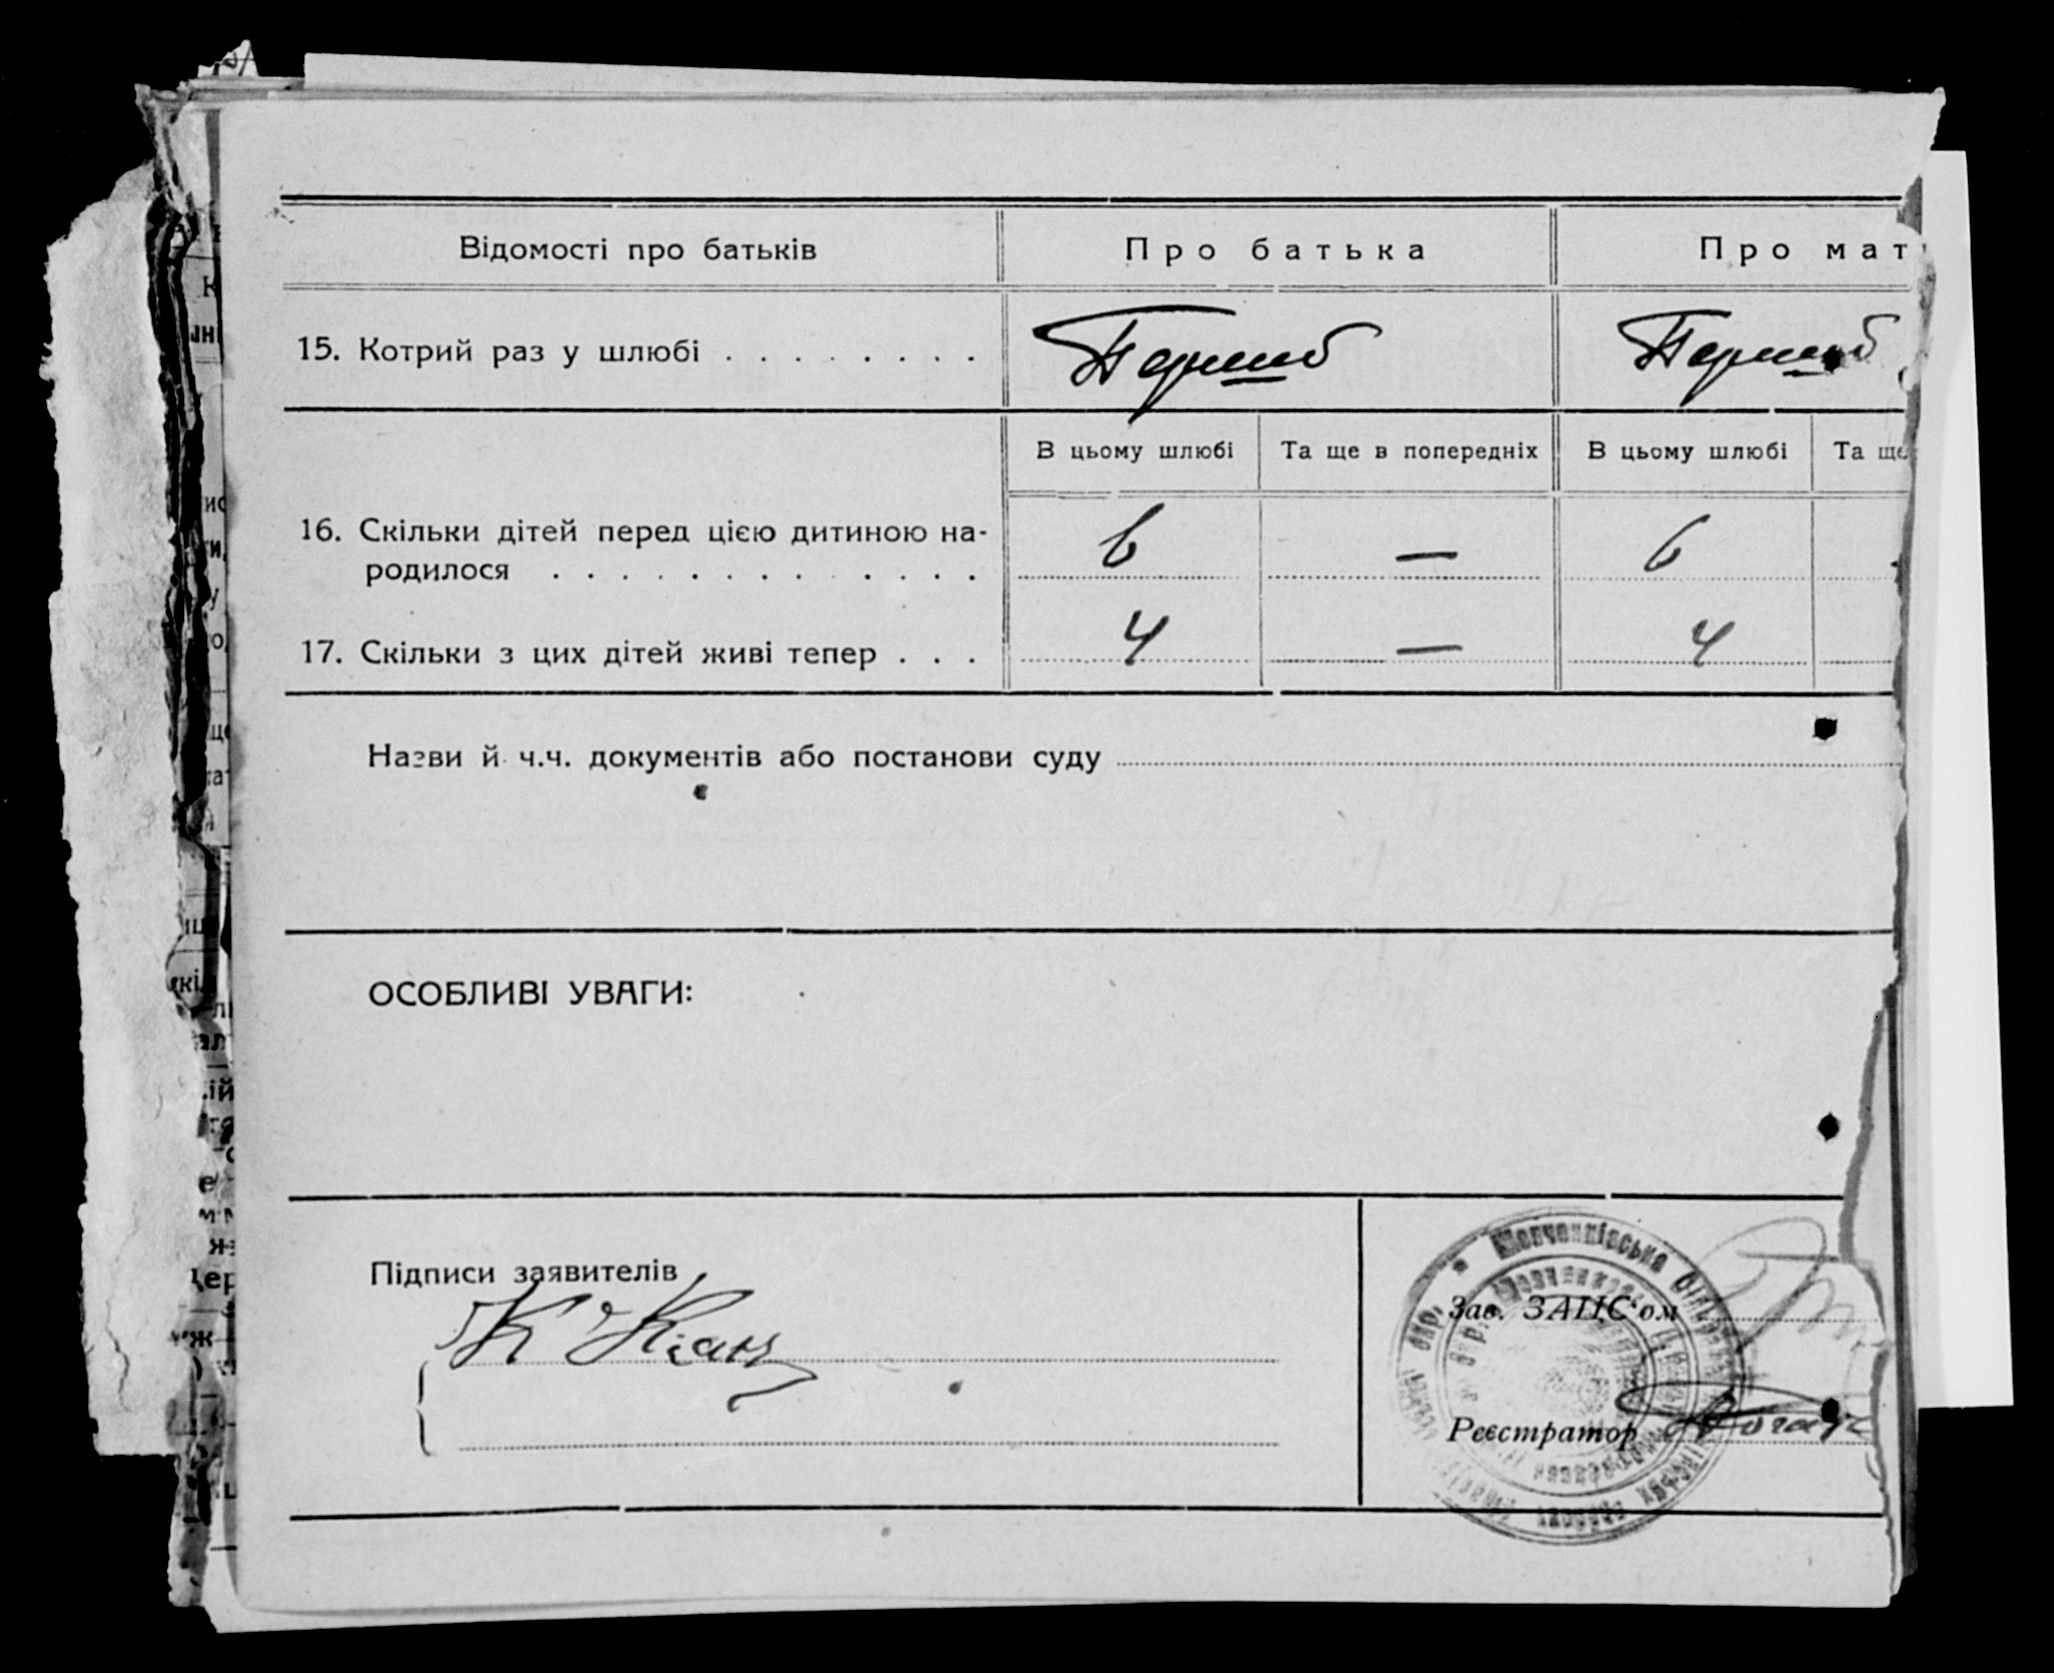 Відомості про батьків
Про батька
Про мат
15. Котрий раз у шлюбі . . . . . . . .
Перший
Перший
В цьому шлюбі
Та ще в попередніх
В цьому шлюбі
Та ще
16. Скільки дітей перед цією дитиною на-
родилося . . . . . . . . . . . . .
6
—
6
17. Скільки з цих дітей живі тепер . . .
4
—
4
Назви й ч.ч. документів або постанови суду
ОСОБЛИВІ УВАГИ:
Підписи заявителів
Зав. ЗАЦС'ом
Реєстратор
Шевченківська